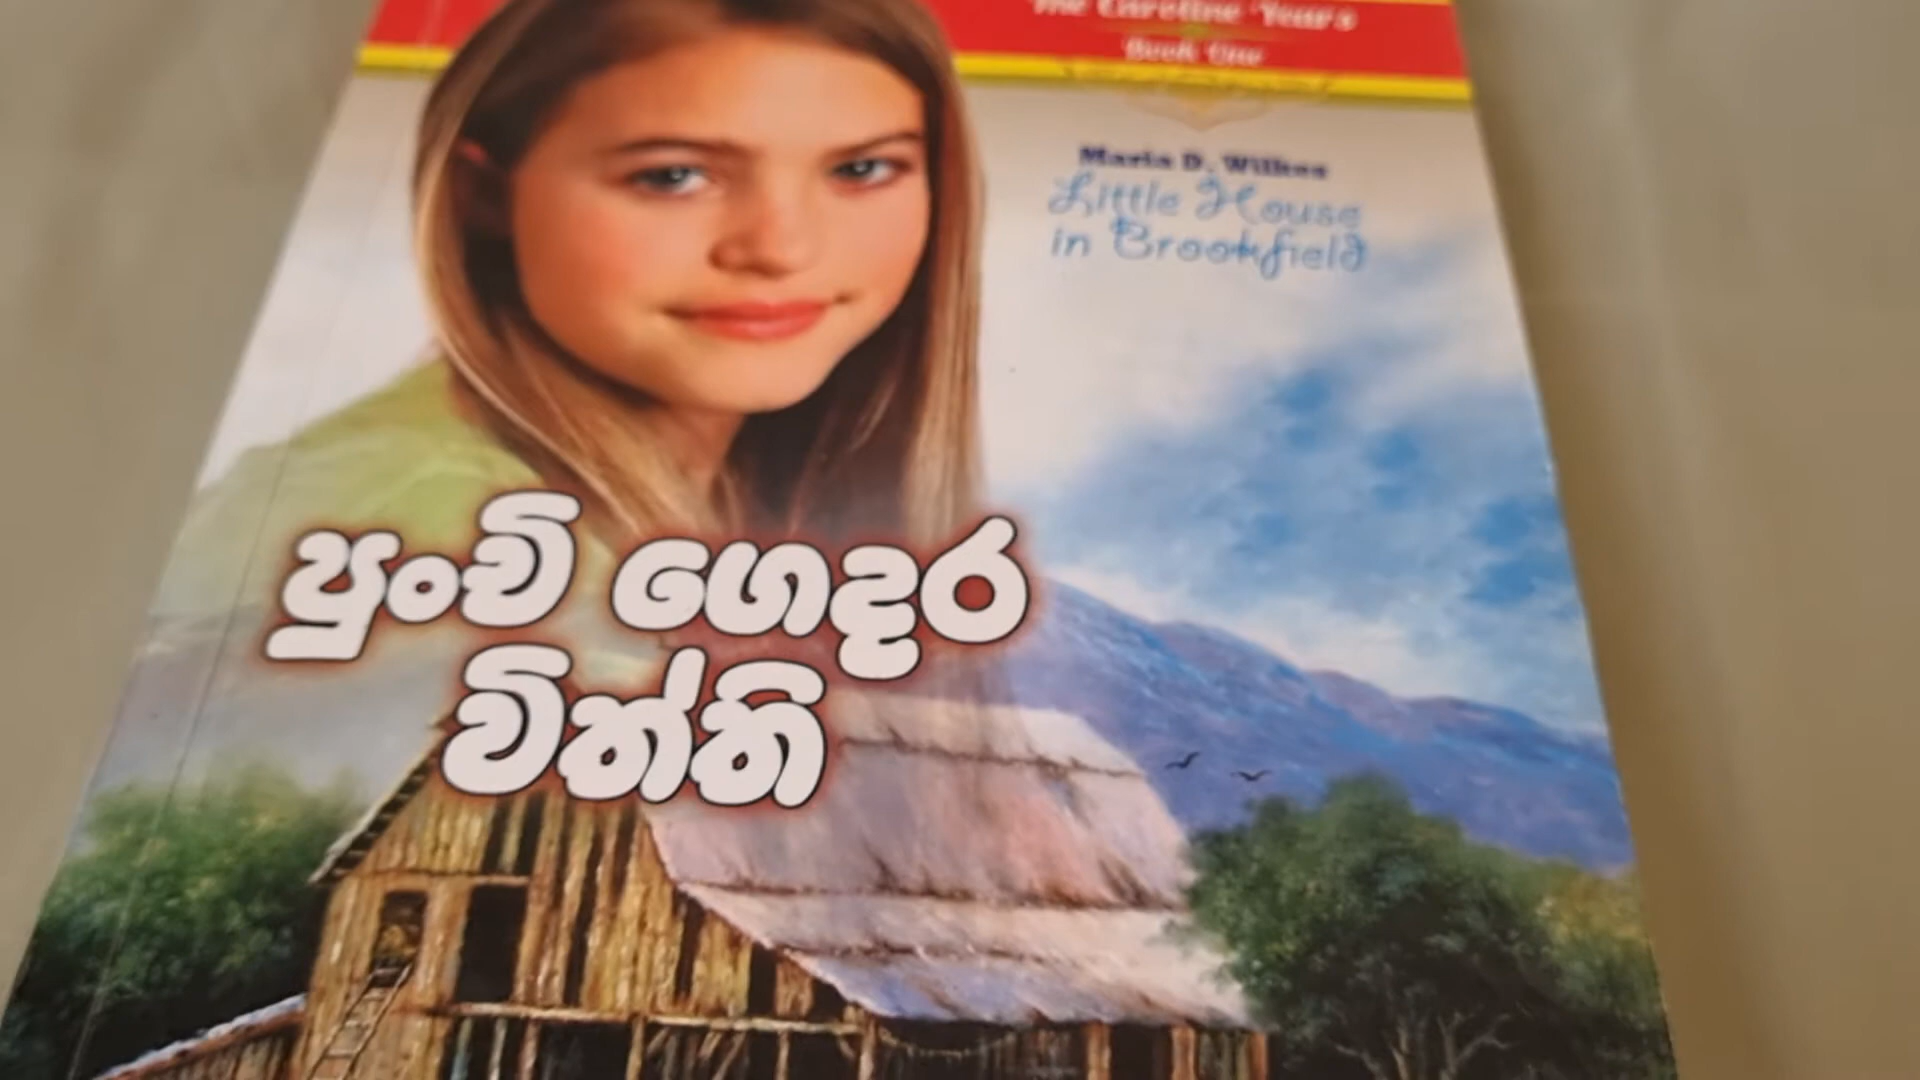 The Caroline Years
Book One
Maria D. Wilkes
Little House
in Brookfield
පුංචි ගෙදර
විත්ති